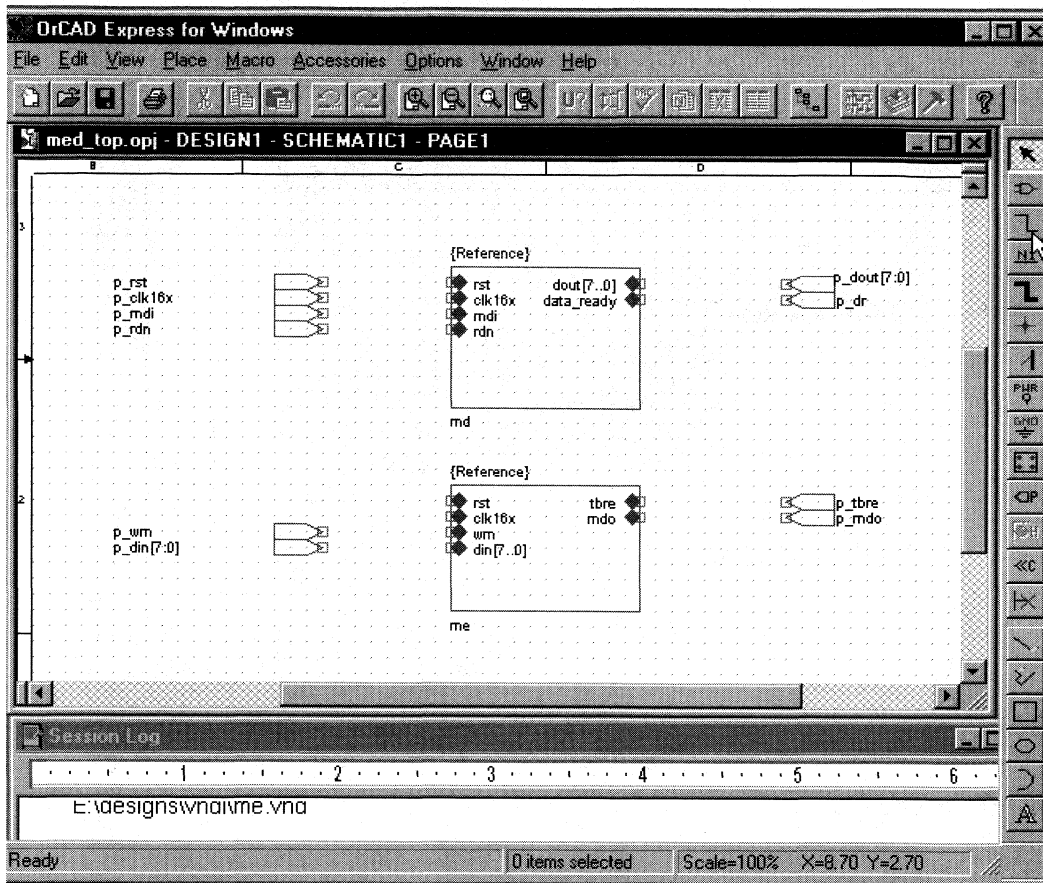 OrCAD Express for Windows
File Edit View Place Macro Accessories Options Window Help
U?
med_top.opj - DESIGN1 - SCHEMATIC1 - PAGE1
B C D
3
{Reference}
p_rst rst dout[7..0] p_dout[7:0]
p_clk16x clk16x data_ready p_dr
p_mdi mdi
p_rdn rdn
md
{Reference}
2
rst tbre p_tbre
clk16x mdo p_mdo
p_wrn wrn
p_din[7:0] din[7..0]
me
PWR
GND
Session Log
1 2 3 4 5 6
E:\designs\vhdl\me.vhd
A
Ready 0 items selected Scale=100% X=8.70 Y=2.70